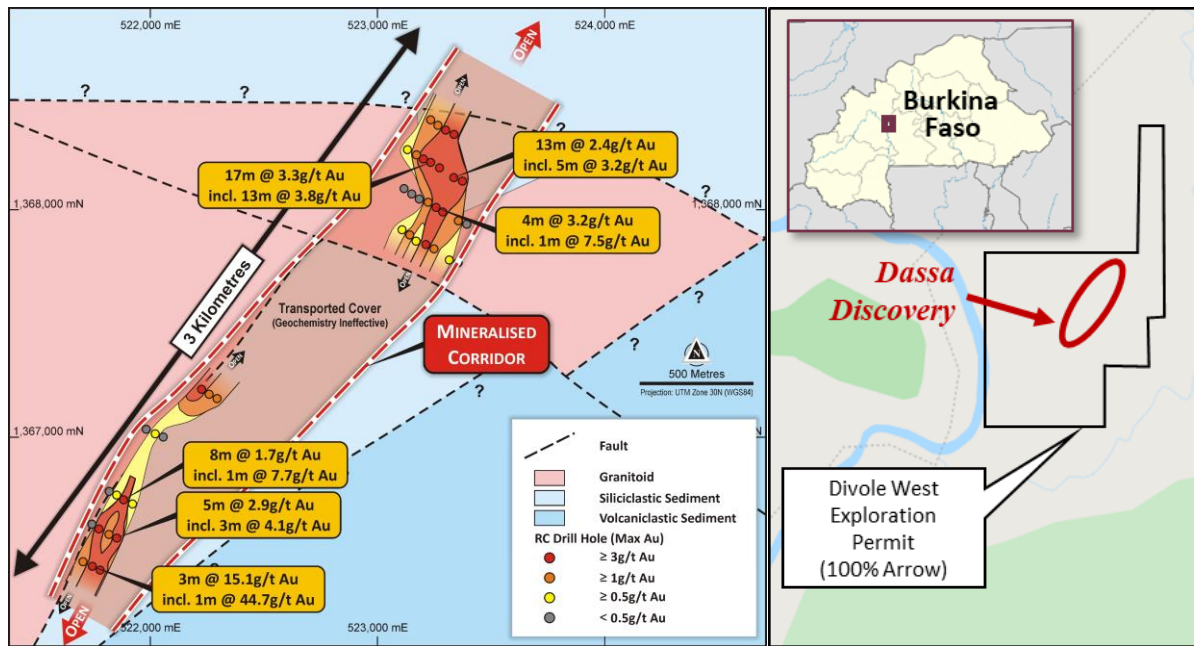 522,000 mE
523,000 mE
524,000 mE
OPEN
?
?
?
?
Open
13m @ 2.4g/t Au
incl. 5m @ 3.2g/t Au
17m @ 3.3g/t Au
incl. 13m @ 3.8g/t Au
?
1,368,000 mN
1,368,000 mN
4m @ 3.2g/t Au
incl. 1m @ 7.5g/t Au
?
Open
3 Kilometres
Transported Cover
(Geochemistry Ineffective)
?
MINERALISED
CORRIDOR
Open
?
?
N
500 Metres
Projection: UTM Zone 30N (WGS84)
1,367,000 mN
mN
8m @ 1.7g/t Au
incl. 1m @ 7.7g/t Au
5m @ 2.9g/t Au
incl. 3m @ 4.1g/t Au
3m @ 15.1g/t Au
incl. 1m @ 44.7g/t Au
Open
OPEN
522,000 mE
523,000 mE
Fault
Granitoid
Siliciclastic Sediment
Volcaniclastic Sediment
RC Drill Hole (Max Au)
≥ 3g/t Au
≥ 1g/t Au
≥ 0.5g/t Au
< 0.5g/t Au
Burkina
Faso
Dassa
Discovery
Divole West
Exploration
Permit
(100% Arrow)